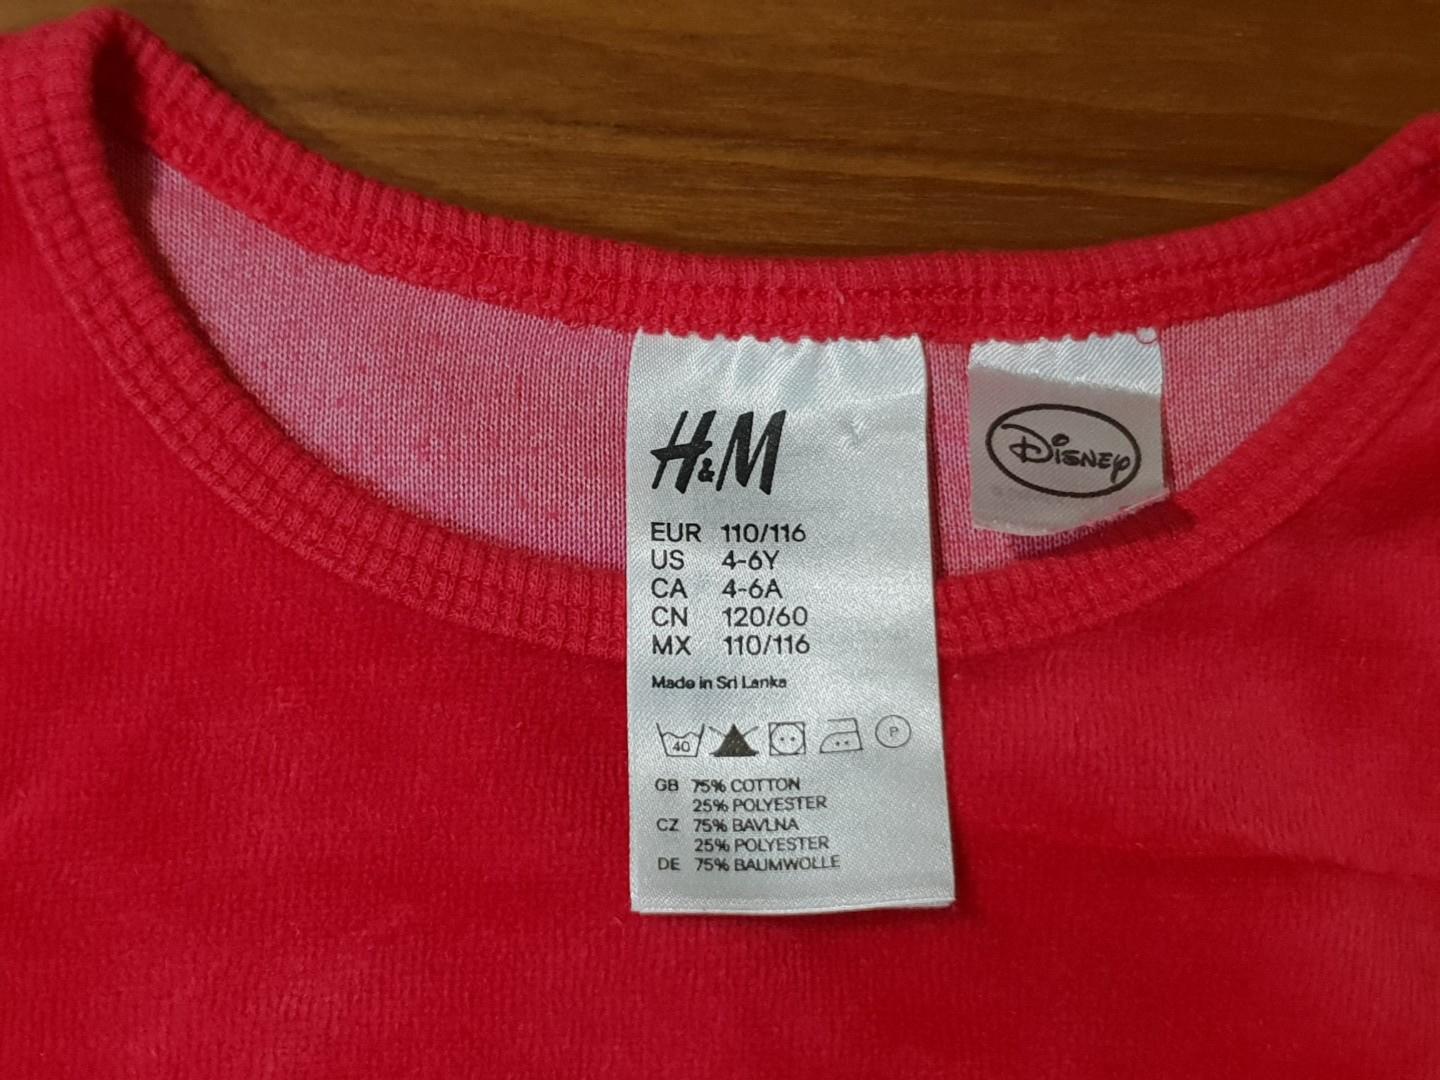 H&M
EUR 110/116
US 4-6Y
CA 4-6A
CN 120/60
MX 110/116
Made in Sri Lanka
40 P
GB 75% COTTON
25% POLYESTER
CZ 75% BAVLNA
25% POLYESTER
DE 75% BAUMWOLLE
Disney